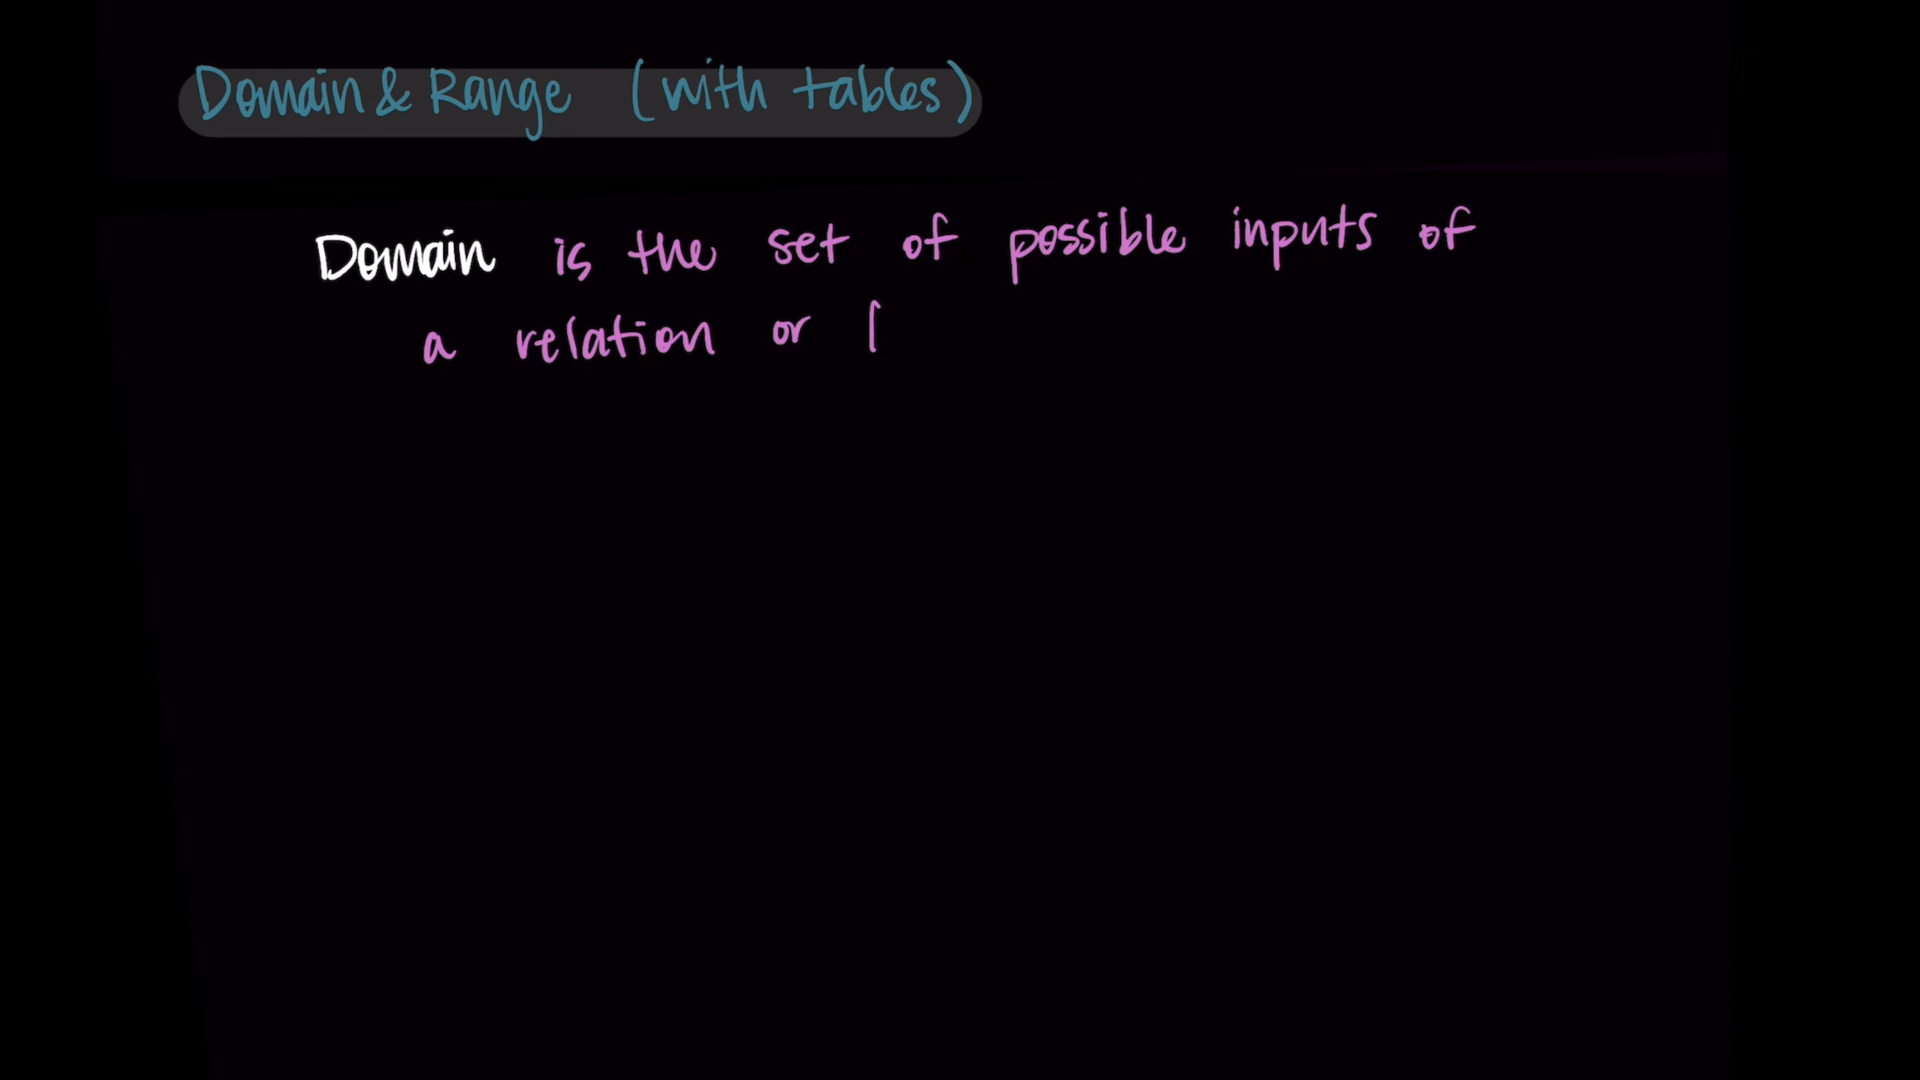 Domain & Range (with tables)
Domain is the set of possible inputs of
a relation or